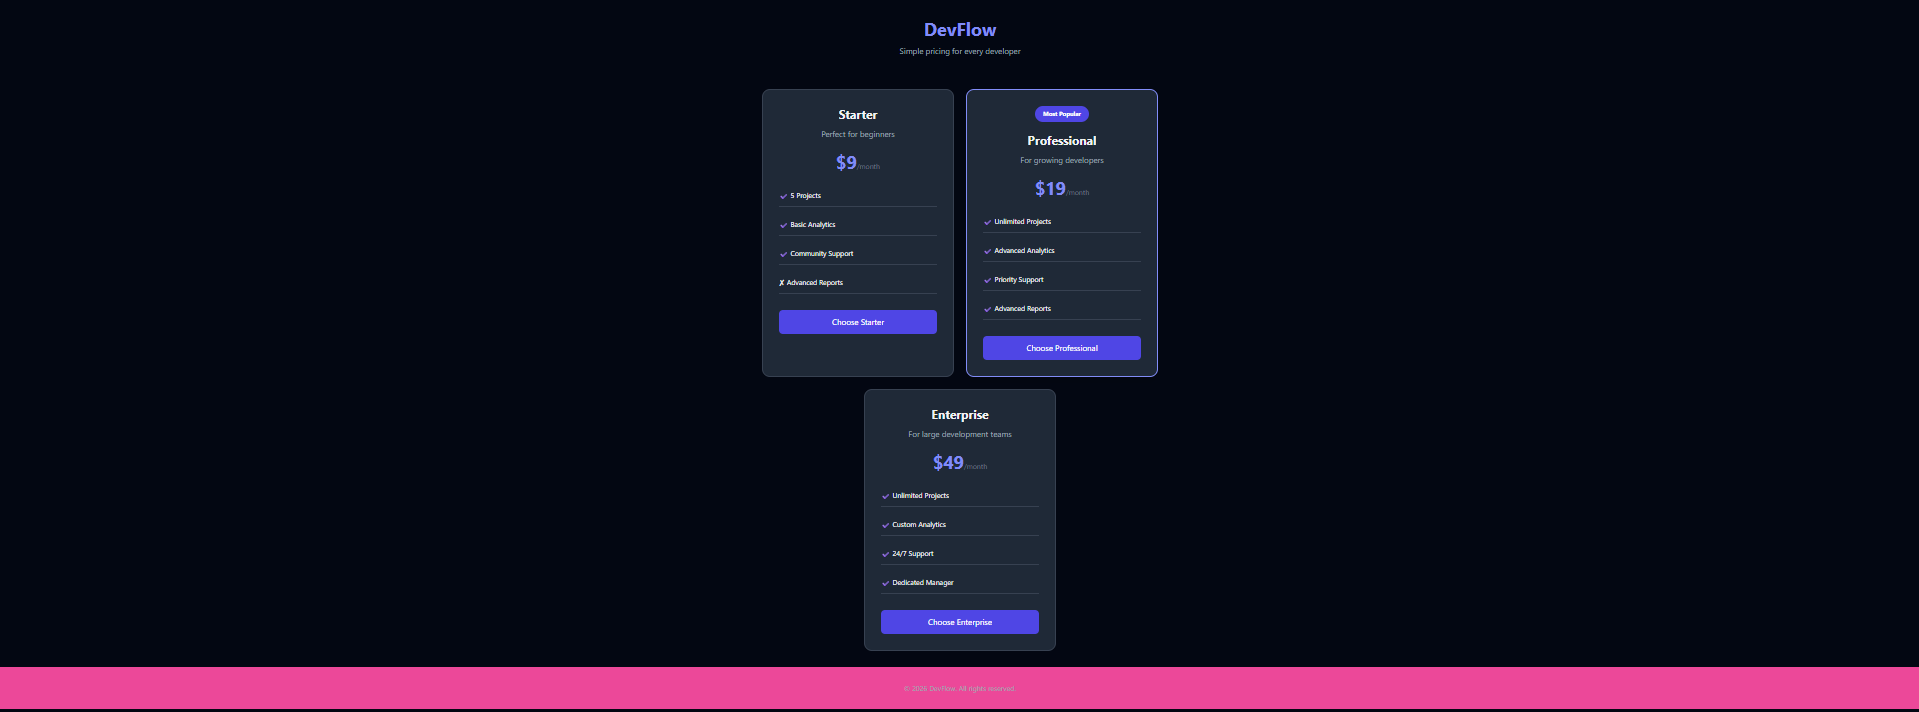 DevFlow
Simple pricing for every developer
Starter
Perfect for beginners
$9/month
✓ 5 Projects
✓ Basic Analytics
✓ Community Support
✗ Advanced Reports
Choose Starter
Most Popular
Professional
For growing developers
$19/month
✓ Unlimited Projects
✓ Advanced Analytics
✓ Priority Support
✓ Advanced Reports
Choose Professional
Enterprise
For large development teams
$49/month
✓ Unlimited Projects
✓ Custom Analytics
✓ 24/7 Support
✓ Dedicated Manager
Choose Enterprise
© 2026 DevFlow. All rights reserved.